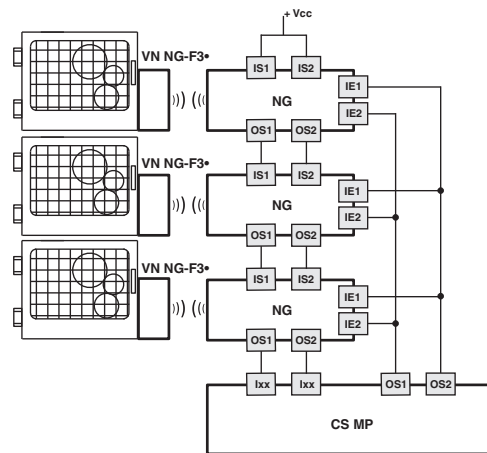 + Vcc
VN NG-F3•
IS1 IS2
IE1
NG
IE2
OS1 OS2
VN NG-F3•
IS1 IS2
IE1
NG
IE2
OS1 OS2
VN NG-F3•
IS1 IS2
IE1
NG
IE2
OS1 OS2
Ixx Ixx OS1 OS2
CS MP